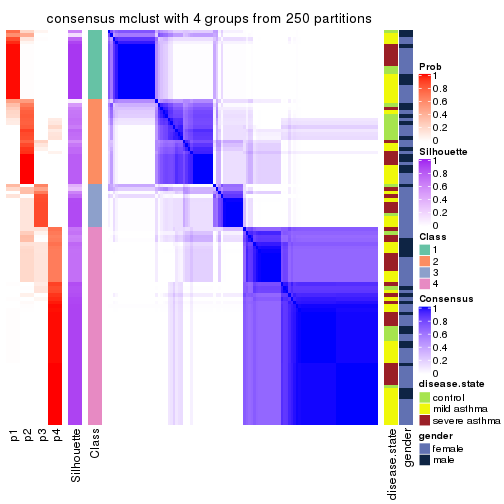 consensus mclust with 4 groups from 250 partitions
Prob
1
0.8
0.6
0.4
0.2
0
Silhouette
1
0.8
0.6
0.4
0.2
0
Class
1
2
3
4
Consensus
1
0.8
0.6
0.4
0.2
0
disease.state
control
mild asthma
severe asthma
gender
female
male
p1
p2
p3
p4
Silhouette
Class
disease.state
gender